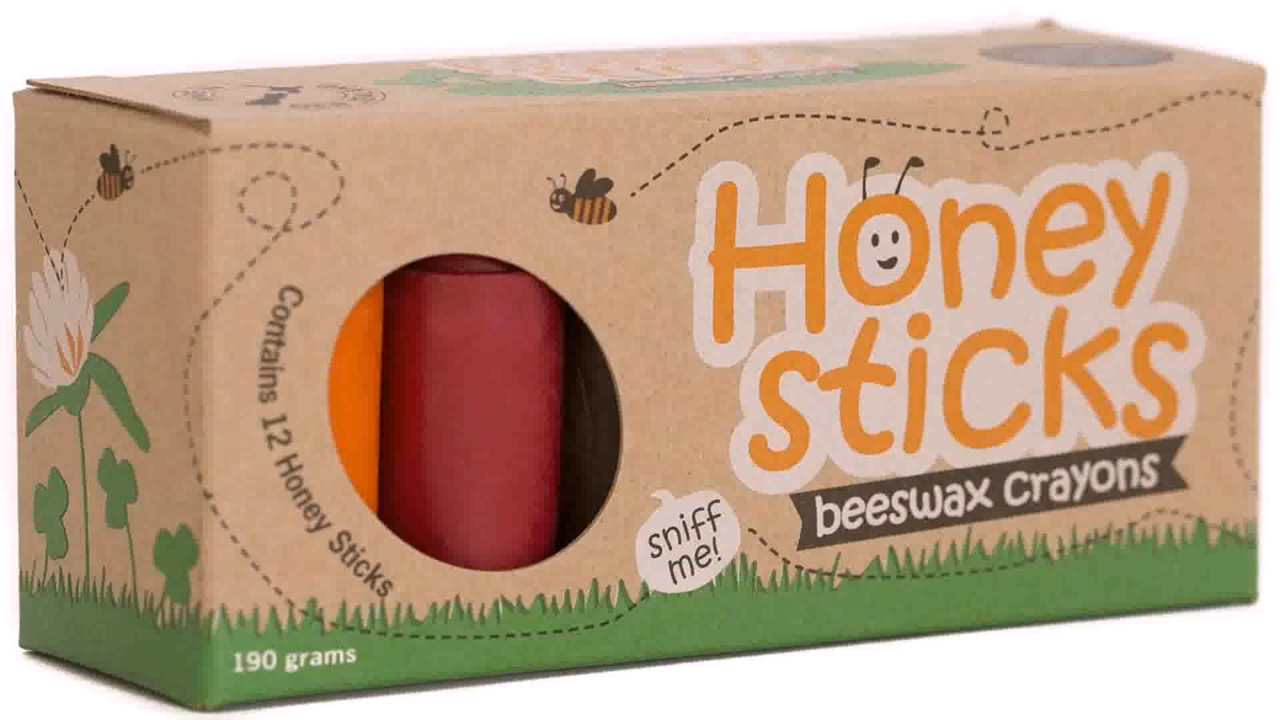 Honey
sticks
beeswax crayons
Contains 12 Honey Sticks
sniff
me!
190 grams